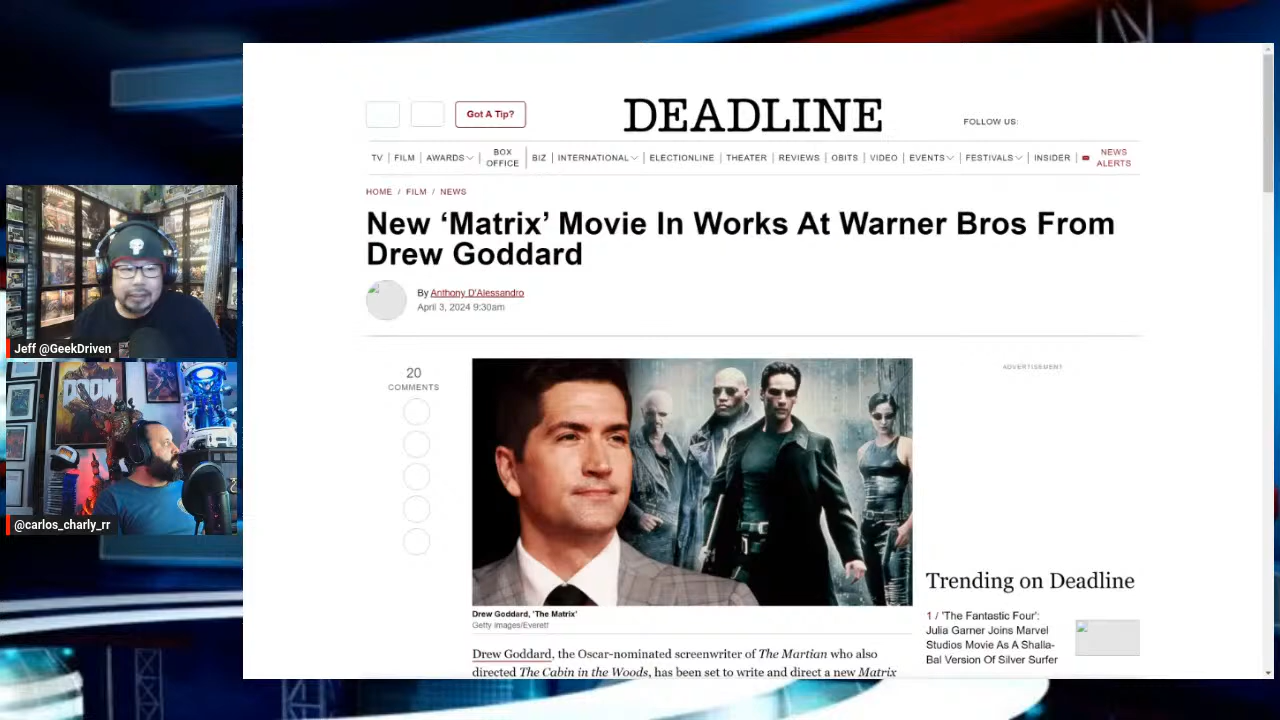 Got A Tip?
DEADLINE
FOLLOW US:
TV | FILM | AWARDS | BOX OFFICE | BIZ | INTERNATIONAL | ELECTIONLINE | THEATER | REVIEWS | OBITS | VIDEO | EVENTS | FESTIVALS | INSIDER | NEWS ALERTS
HOME / FILM / NEWS
New ‘Matrix’ Movie In Works At Warner Bros From
Drew Goddard
By Anthony D'Alessandro
April 3, 2024 9:30am
20
COMMENTS
ADVERTISEMENT
Drew Goddard, 'The Matrix'
Getty Images/Everett
Drew Goddard, the Oscar-nominated screenwriter of The Martian who also
directed The Cabin in the Woods, has been set to write and direct a new Matrix
Trending on Deadline
1 / 'The Fantastic Four':
Julia Garner Joins Marvel
Studios Movie As A Shalla-
Bal Version Of Silver Surfer
Jeff @GeekDriven
DOOM
@carlos_charly_rr